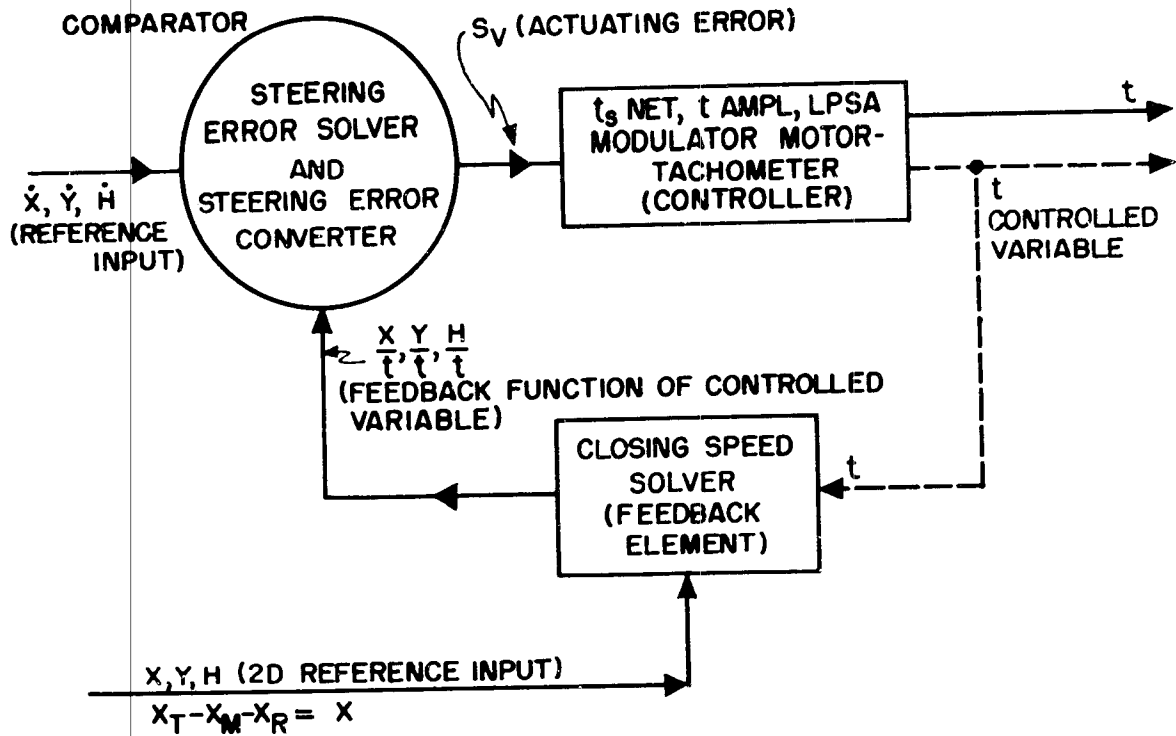 COMPARATOR
S_V (ACTUATING ERROR)
STEERING
ERROR SOLVER
AND
STEERING ERROR
CONVERTER
t_s NET, t AMPL, LPSA
MODULATOR MOTOR-
TACHOMETER
(CONTROLLER)
t
Ẋ, Ẏ, Ḣ
(REFERENCE
INPUT)
t
CONTROLLED
VARIABLE
X/t, Y/t, H/t
(FEEDBACK FUNCTION OF CONTROLLED
VARIABLE)
CLOSING SPEED
SOLVER
(FEEDBACK
ELEMENT)
t
X, Y, H (2D REFERENCE INPUT)
X_T-X_M-X_R = X